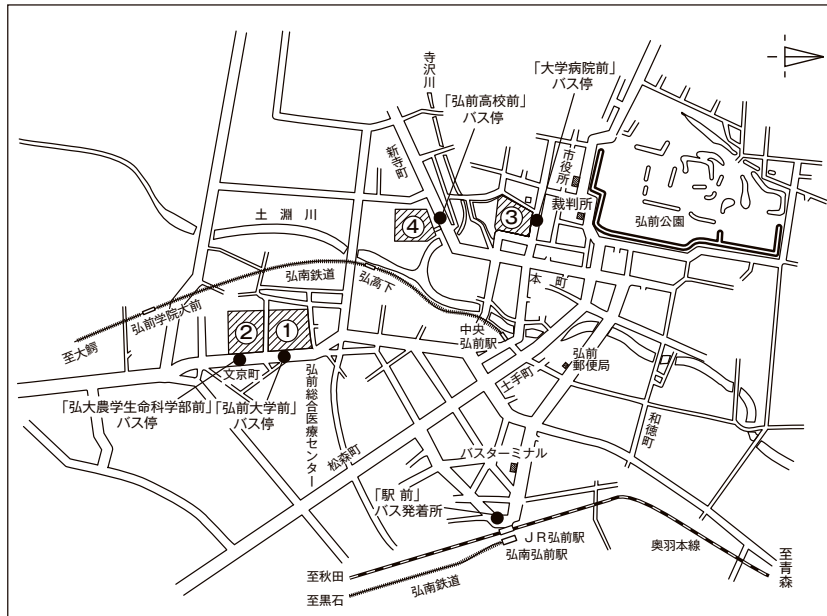 寺沢川
「大学病院前」
バス停
「弘前高校前」
バス停
新寺町
市役所
裁判所
弘前公園
③
④
土淵川
弘南鉄道
弘高下
本町
中央
弘前駅
弘前学院大前
至大鰐
②
①
文京町
弘前総合医療センター
「弘大農学生命科学部前」
バス停
「弘前大学前」
バス停
土手町
弘前
郵便局
和徳町
松森町
バスターミナル
「駅前」
バス発着所
JR弘前駅
弘南弘前駅
奥羽本線
至青森
至秋田
至黒石
弘南鉄道